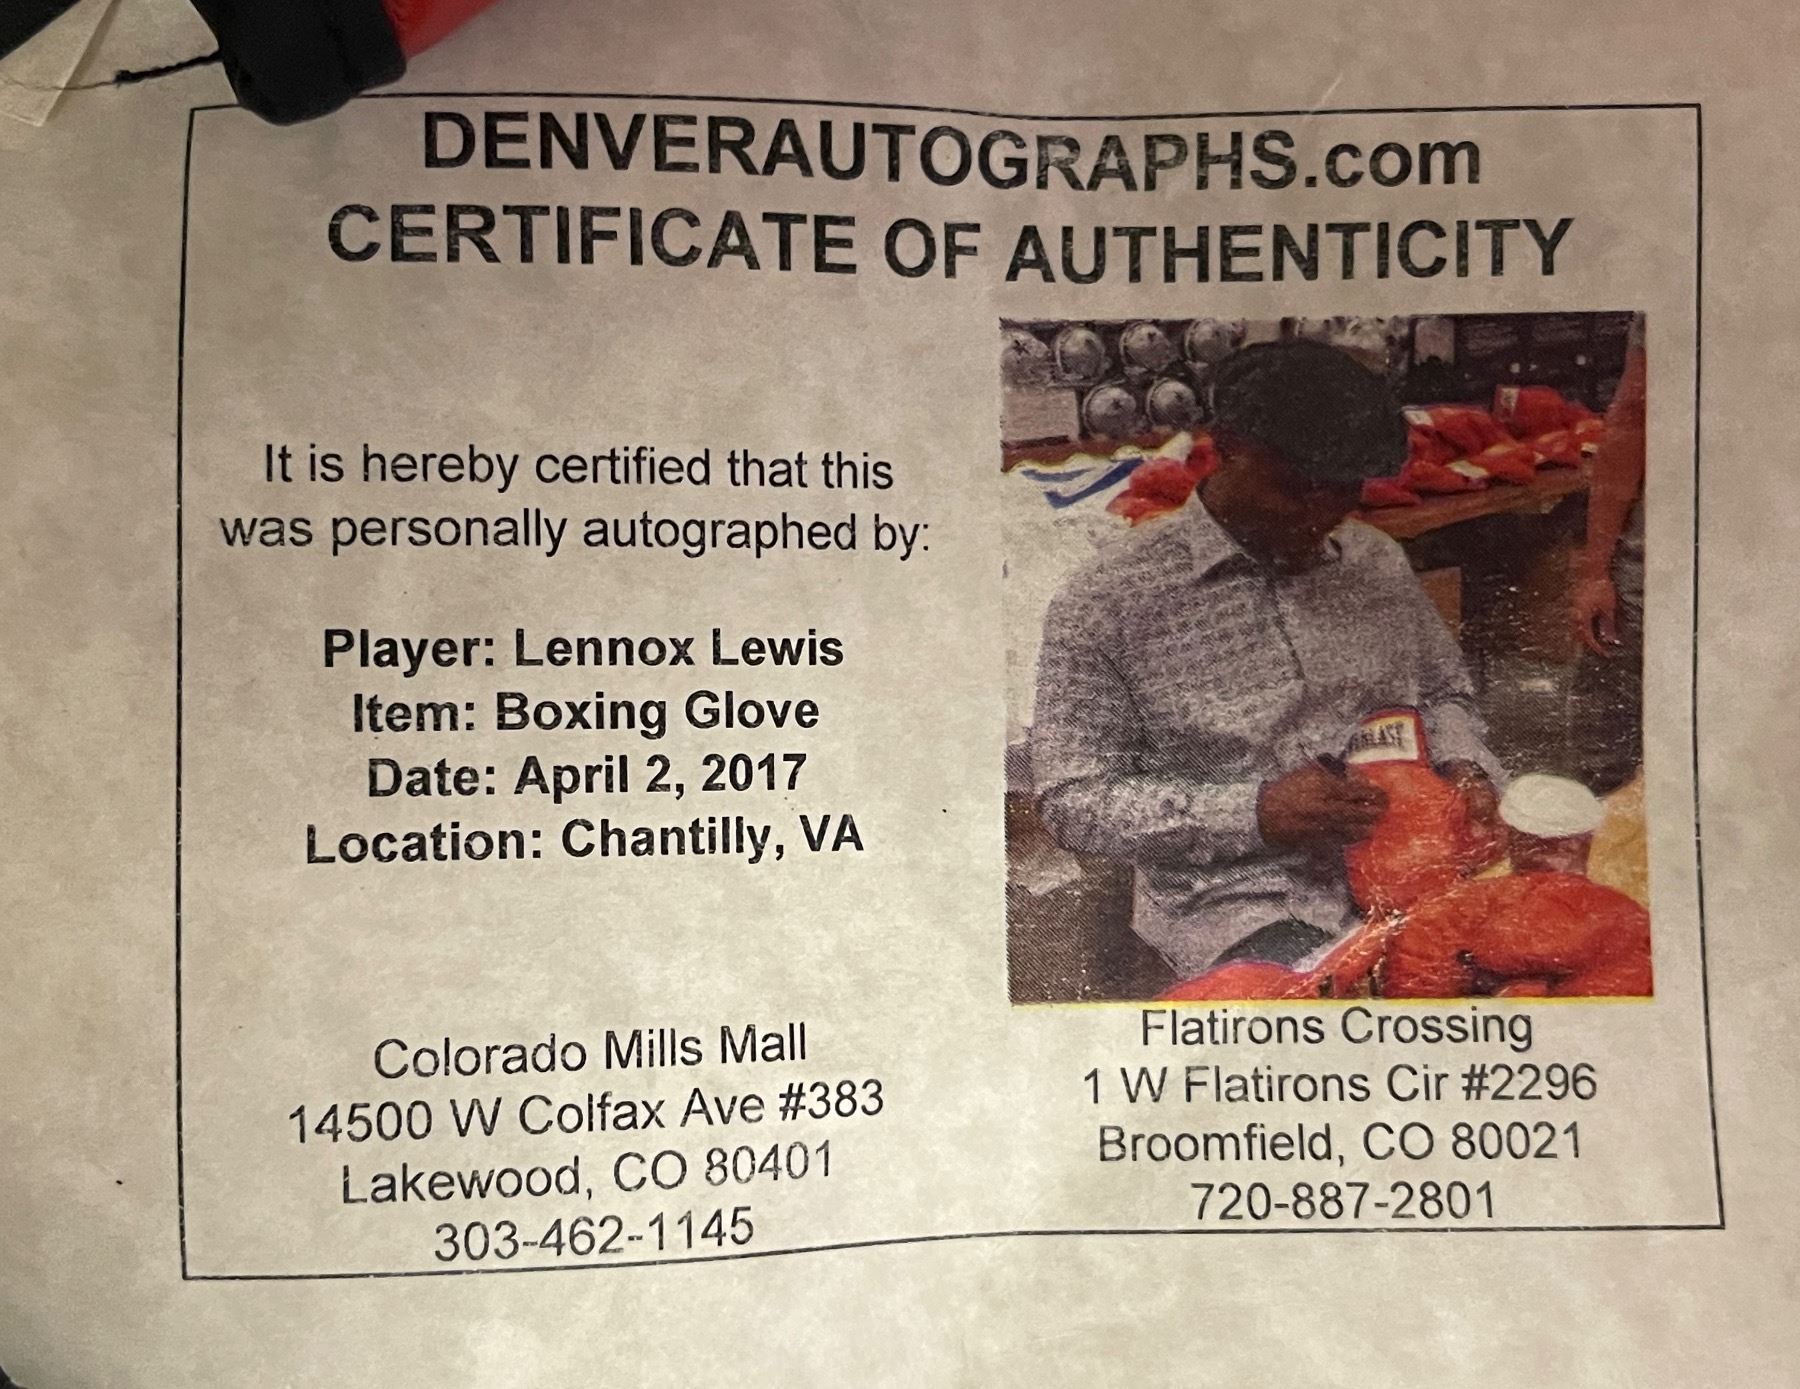 DENVERAUTOGRAPHS.com
CERTIFICATE OF AUTHENTICITY
It is hereby certified that this
was personally autographed by:
Player: Lennox Lewis
Item: Boxing Glove
Date: April 2, 2017
Location: Chantilly, VA
Colorado Mills Mall
14500 W Colfax Ave #383
Lakewood, CO 80401
303-462-1145
Flatirons Crossing
1 W Flatirons Cir #2296
Broomfield, CO 80021
720-887-2801